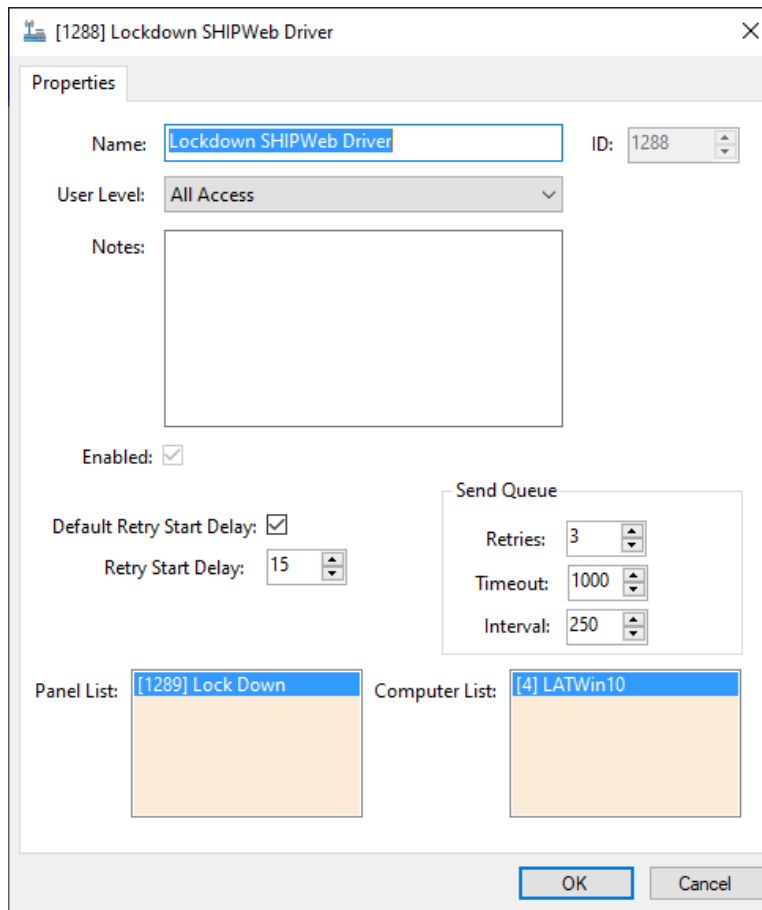 [1288] Lockdown SHIPWeb Driver
Properties
Name: Lockdown SHIPWeb Driver ID: 1288
User Level: All Access
Notes:
Enabled:
Send Queue
Default Retry Start Delay:
Retries: 3
Retry Start Delay: 15
Timeout: 1000
Interval: 250
Panel List: [1289] Lock Down Computer List: [4] LATWin10
OK Cancel